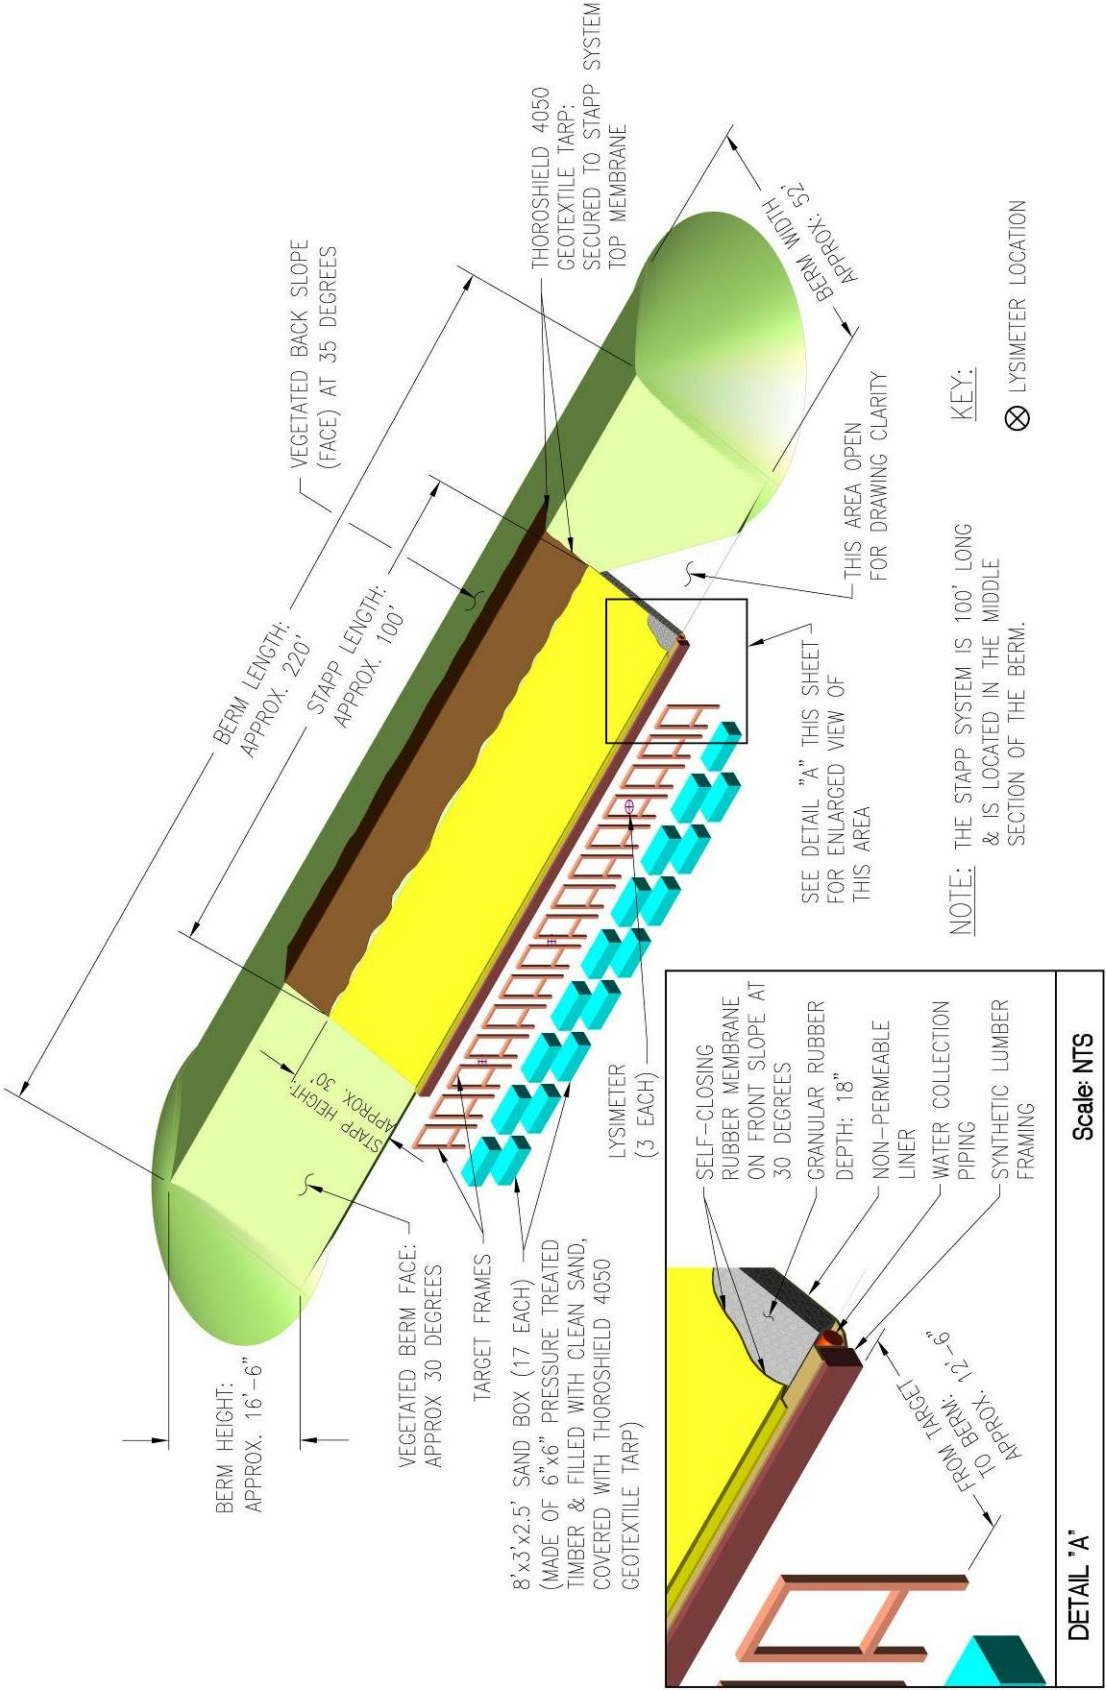 BERM LENGTH:
APPROX. 220'
STAPP LENGTH:
APPROX. 100'
VEGETATED BACK SLOPE
(FACE) AT 35 DEGREES
THOROSHIELD 4050
GEOTEXTILE TARP:
SECURED TO STAPP SYSTEM
TOP MEMBRANE
BERM HEIGHT:
APPROX. 16'-6"
STAPP HEIGHT:
APPROX. 30'
BERM WIDTH
APPROX: 52'
VEGETATED BERM FACE:
APPROX 30 DEGREES
TARGET FRAMES
8'x3'x2.5' SAND BOX (17 EACH)
(MADE OF 6"x6" PRESSURE TREATED
TIMBER & FILLED WITH CLEAN SAND,
COVERED WITH THOROSHIELD 4050
GEOTEXTILE TARP)
LYSIMETER
(3 EACH)
SEE DETAIL "A" THIS SHEET
FOR ENLARGED VIEW OF
THIS AREA
THIS AREA OPEN
FOR DRAWING CLARITY
SELF-CLOSING
RUBBER MEMBRANE
ON FRONT SLOPE AT
30 DEGREES
GRANULAR RUBBER
DEPTH: 18"
NON-PERMEABLE
LINER
WATER COLLECTION
PIPING
SYNTHETIC LUMBER
FRAMING
FROM TARGET
TO BERM:
APPROX. 12'-6"
DETAIL "A"
Scale: NTS
NOTE: THE STAPP SYSTEM IS 100' LONG
& IS LOCATED IN THE MIDDLE
SECTION OF THE BERM.
KEY:
LYSIMETER LOCATION